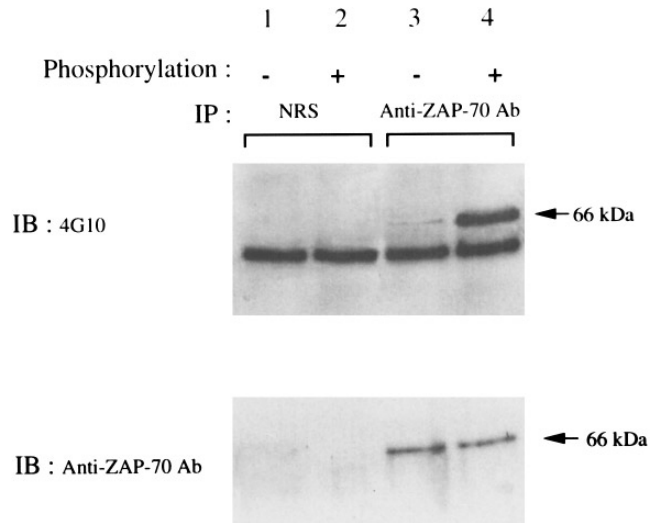 1 2 3 4
Phosphorylation : - + - +
IP : NRS Anti-ZAP-70 Ab
IB : 4G10
66 kDa
IB : Anti-ZAP-70 Ab
66 kDa